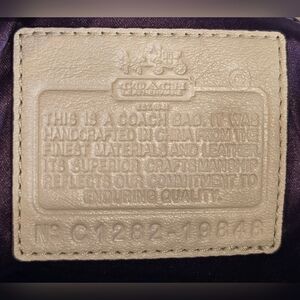 COACH
EST. 1941
THIS IS A COACH BAG. IT WAS
HANDCRAFTED IN CHINA FROM THE
FINEST MATERIALS AND LEATHER.
ITS SUPERIOR CRAFTSMANSHIP
REFLECTS OUR COMMITMENT TO
ENDURING QUALITY.
Nº C1282-19848